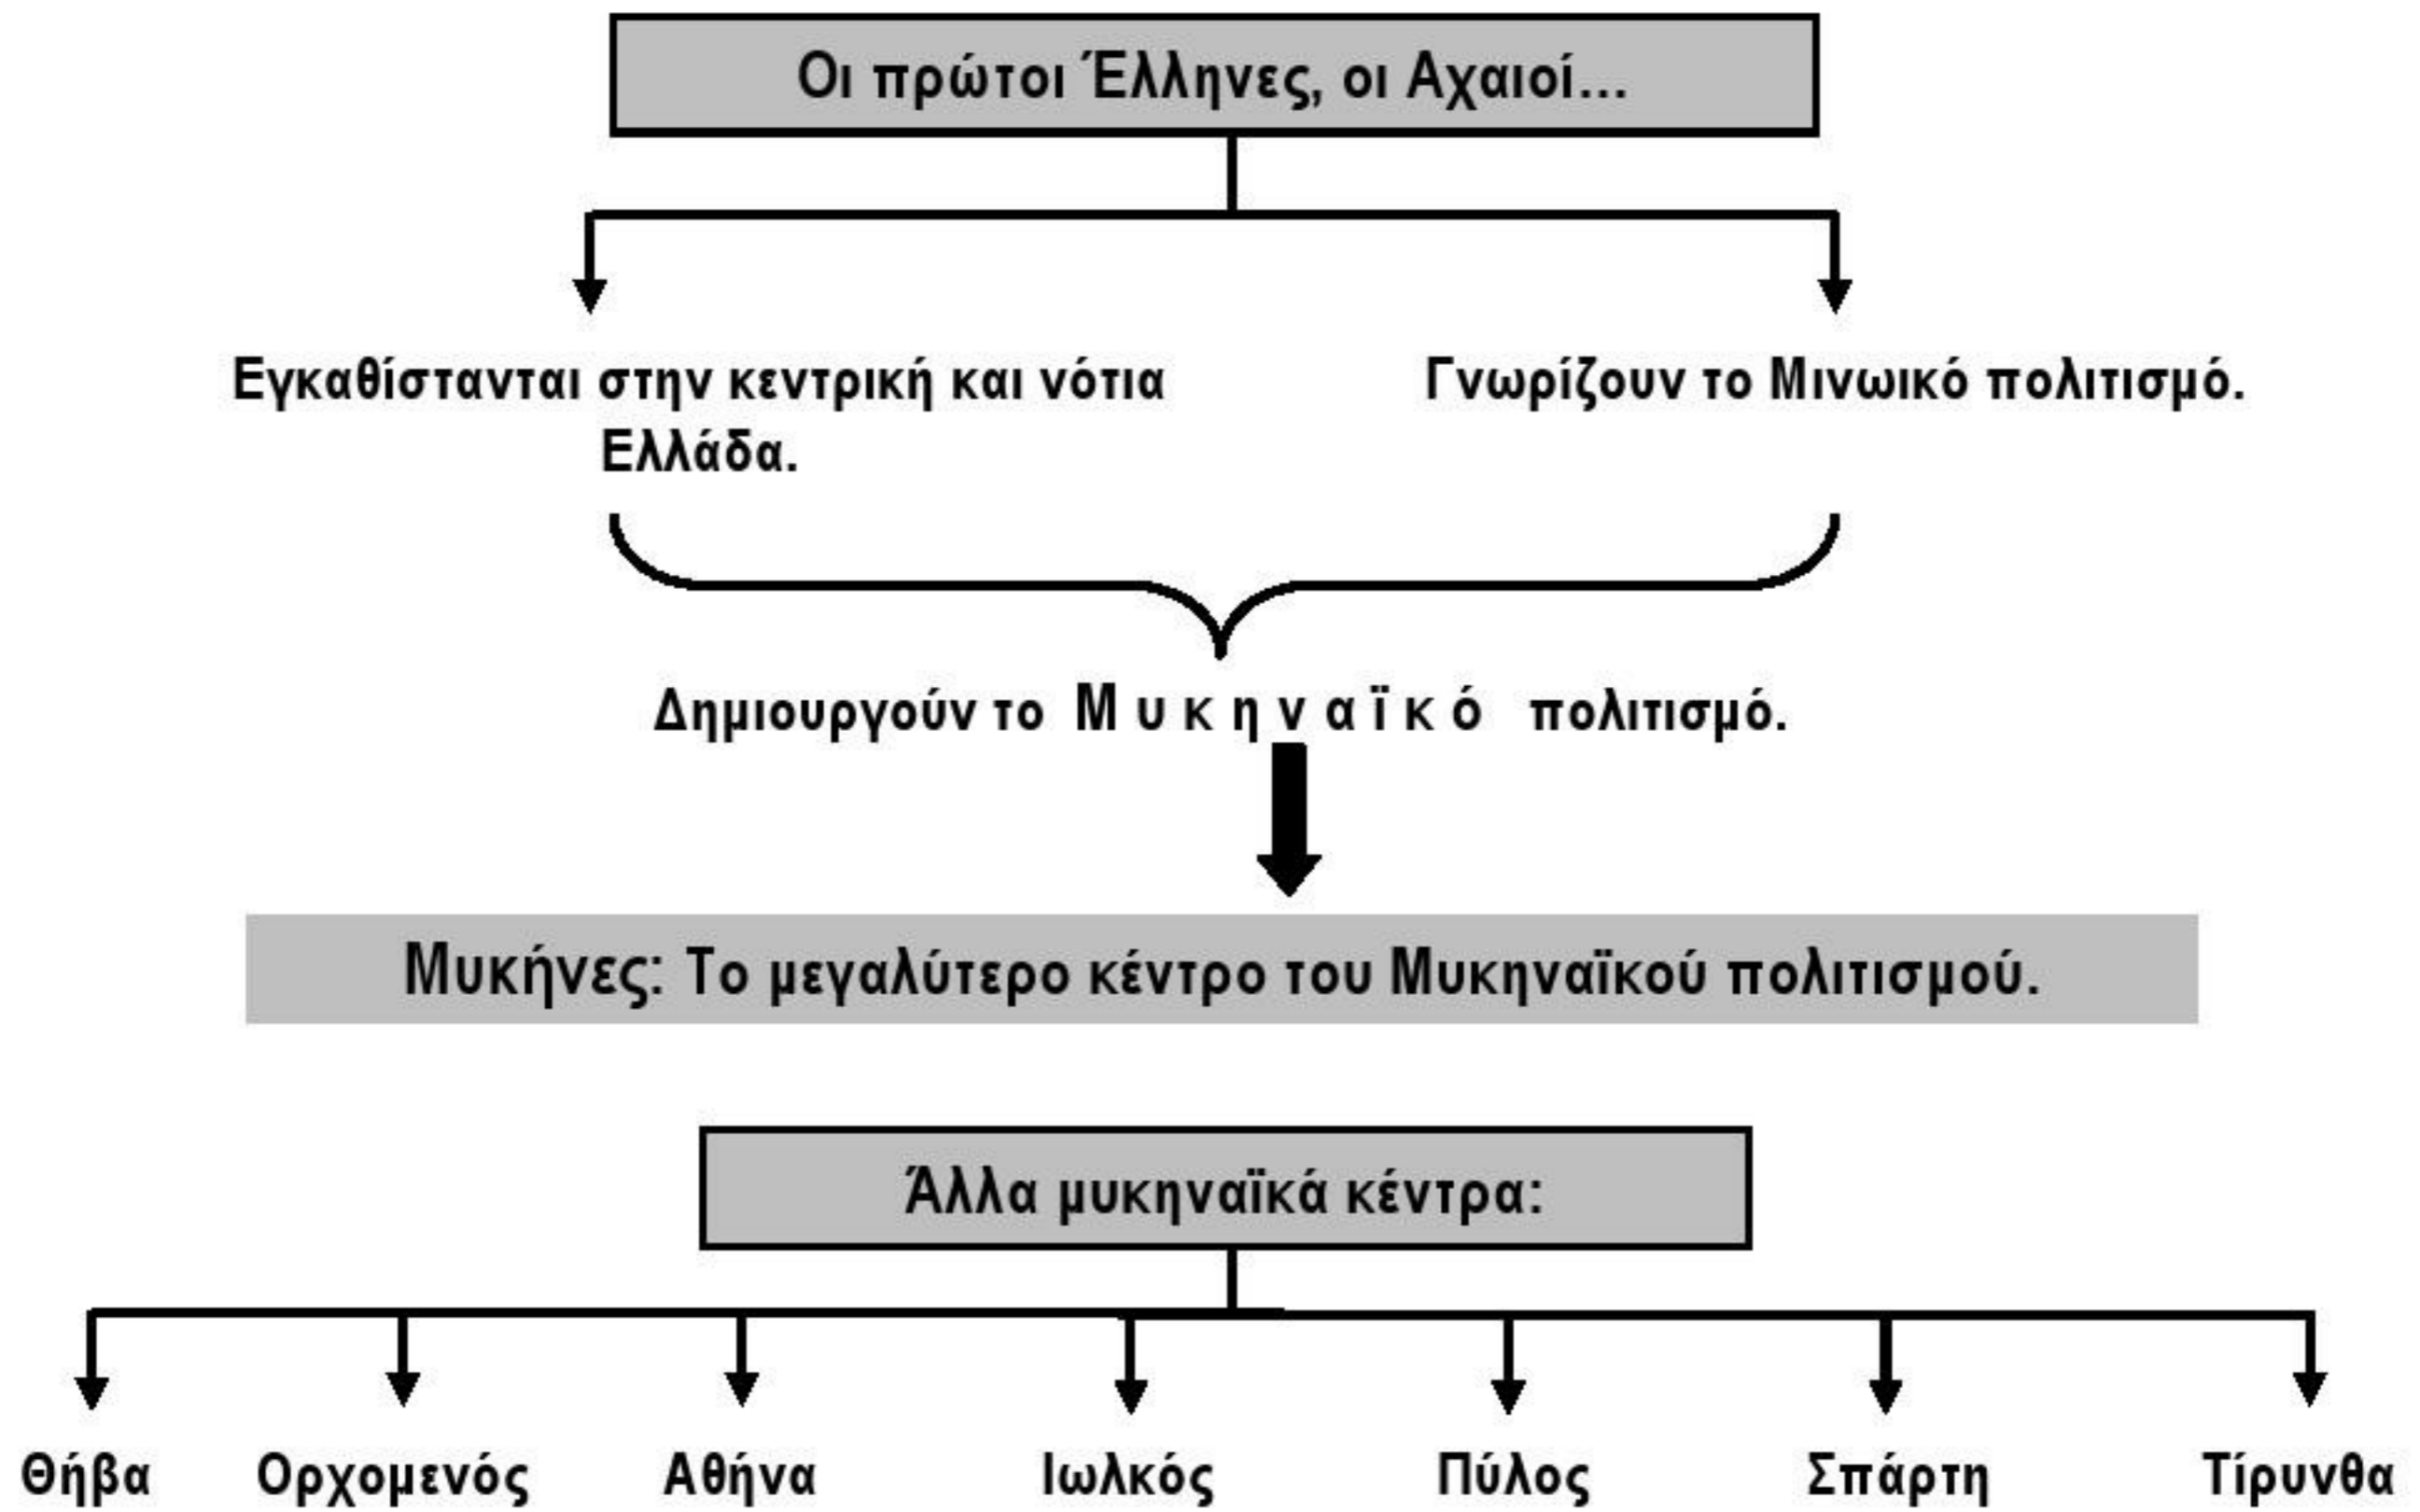 Οι πρώτοι Έλληνες, οι Αχαιοί...
Εγκαθίστανται στην κεντρική και νότια
Ελλάδα.
Γνωρίζουν το Μινωικό πολιτισμό.
Δημιουργούν το Μ υ κ η ν α ϊ κ ό πολιτισμό.
Μυκήνες: Το μεγαλύτερο κέντρο του Μυκηναϊκού πολιτισμού.
Άλλα μυκηναϊκά κέντρα:
Θήβα Ορχομενός Αθήνα Ιωλκός Πύλος Σπάρτη Τίρυνθα